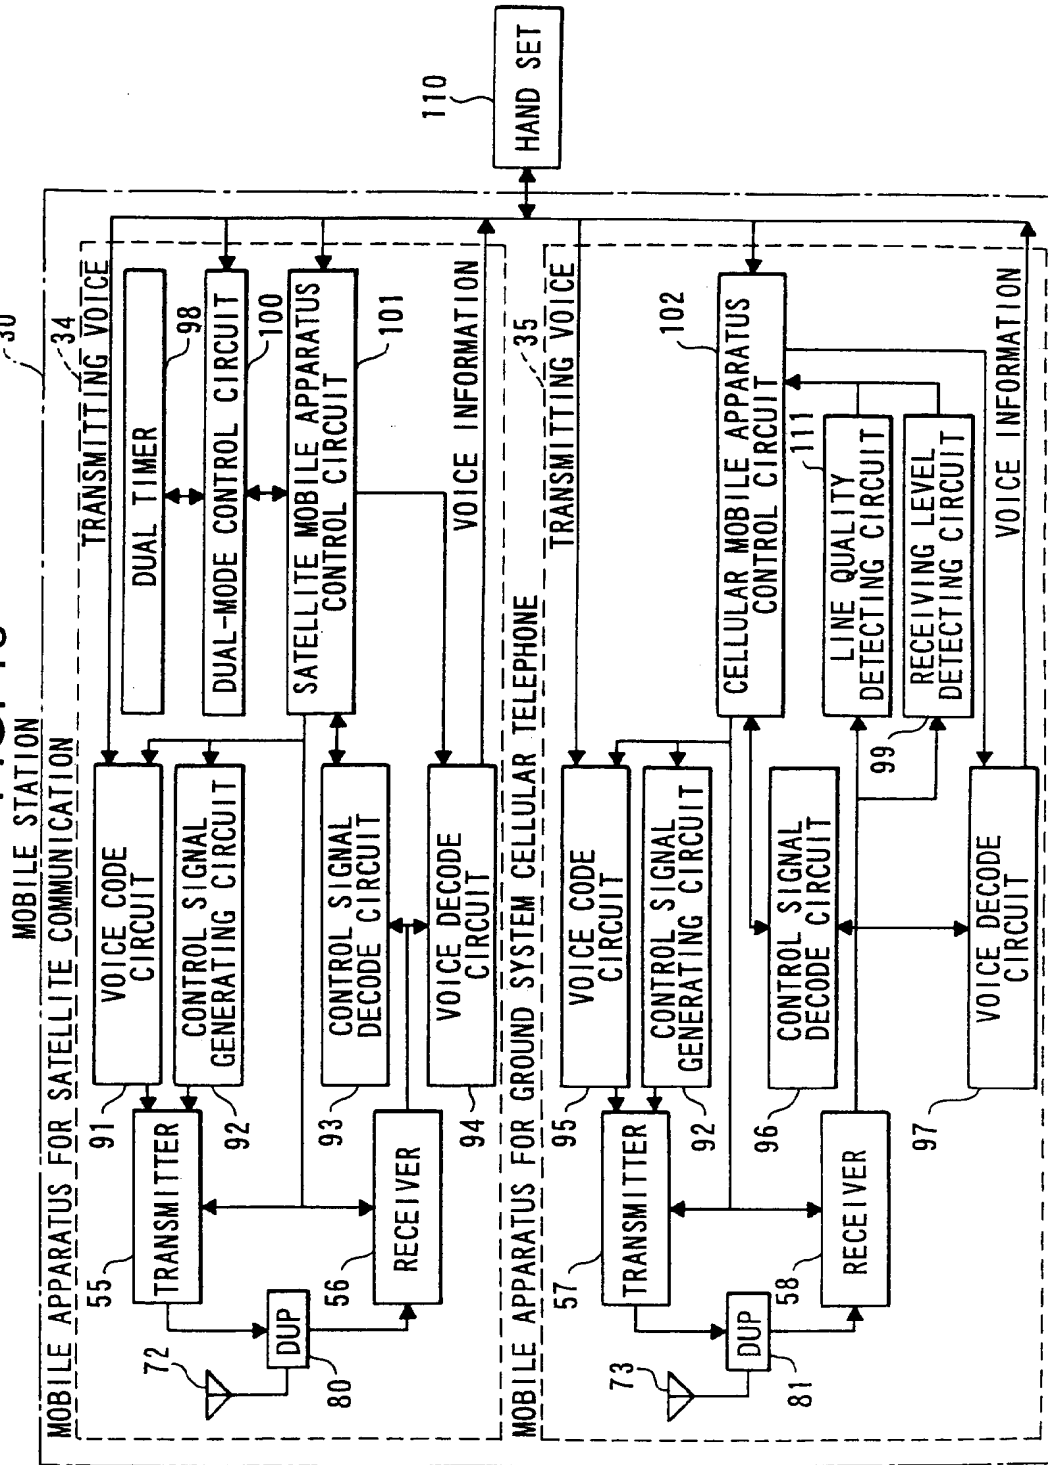 MOBILE STATION
30
MOBILE APPARATUS FOR SATELLITE COMMUNICATION
34
TRANSMITTING VOICE
72
DUP
80
55
TRANSMITTER
56
RECEIVER
91
VOICE CODE
CIRCUIT
92
CONTROL SIGNAL
GENERATING CIRCUIT
93
CONTROL SIGNAL
DECODE CIRCUIT
94
VOICE DECODE
CIRCUIT
DUAL TIMER
98
DUAL-MODE CONTROL CIRCUIT
100
SATELLITE MOBILE APPARATUS
CONTROL CIRCUIT
101
VOICE INFORMATION
110
HAND SET
MOBILE APPARATUS FOR GROUND SYSTEM CELLULAR TELEPHONE
35
TRANSMITTING VOICE
73
DUP
81
57
TRANSMITTER
58
RECEIVER
95
VOICE CODE
CIRCUIT
92
CONTROL SIGNAL
GENERATING CIRCUIT
96
CONTROL SIGNAL
DECODE CIRCUIT
97
VOICE DECODE
CIRCUIT
102
CELLULAR MOBILE APPARATUS
CONTROL CIRCUIT
111
LINE QUALITY
DETECTING CIRCUIT
99
RECEIVING LEVEL
DETECTING CIRCUIT
VOICE INFORMATION